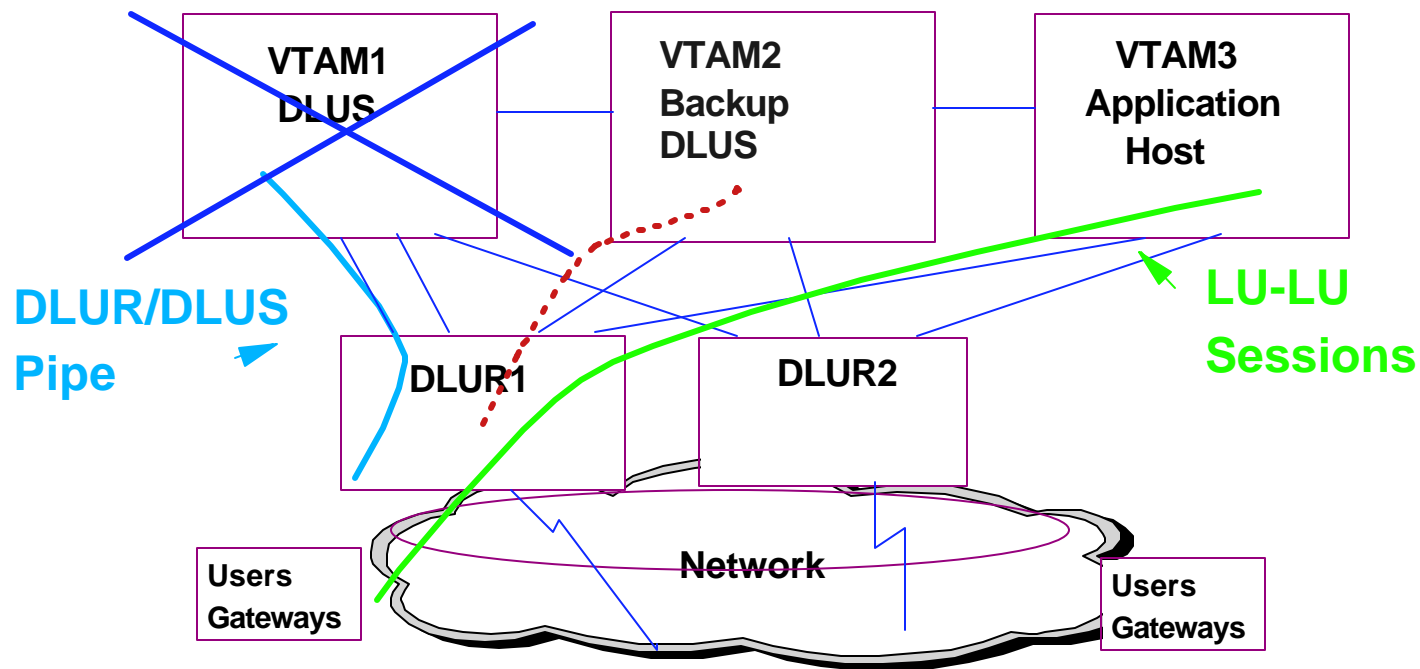 VTAM1
DLUS
VTAM2
Backup
DLUS
VTAM3
Application
Host
DLUR/DLUS
Pipe
LU-LU
Sessions
DLUR1
DLUR2
Network
Users
Gateways
Users
Gateways